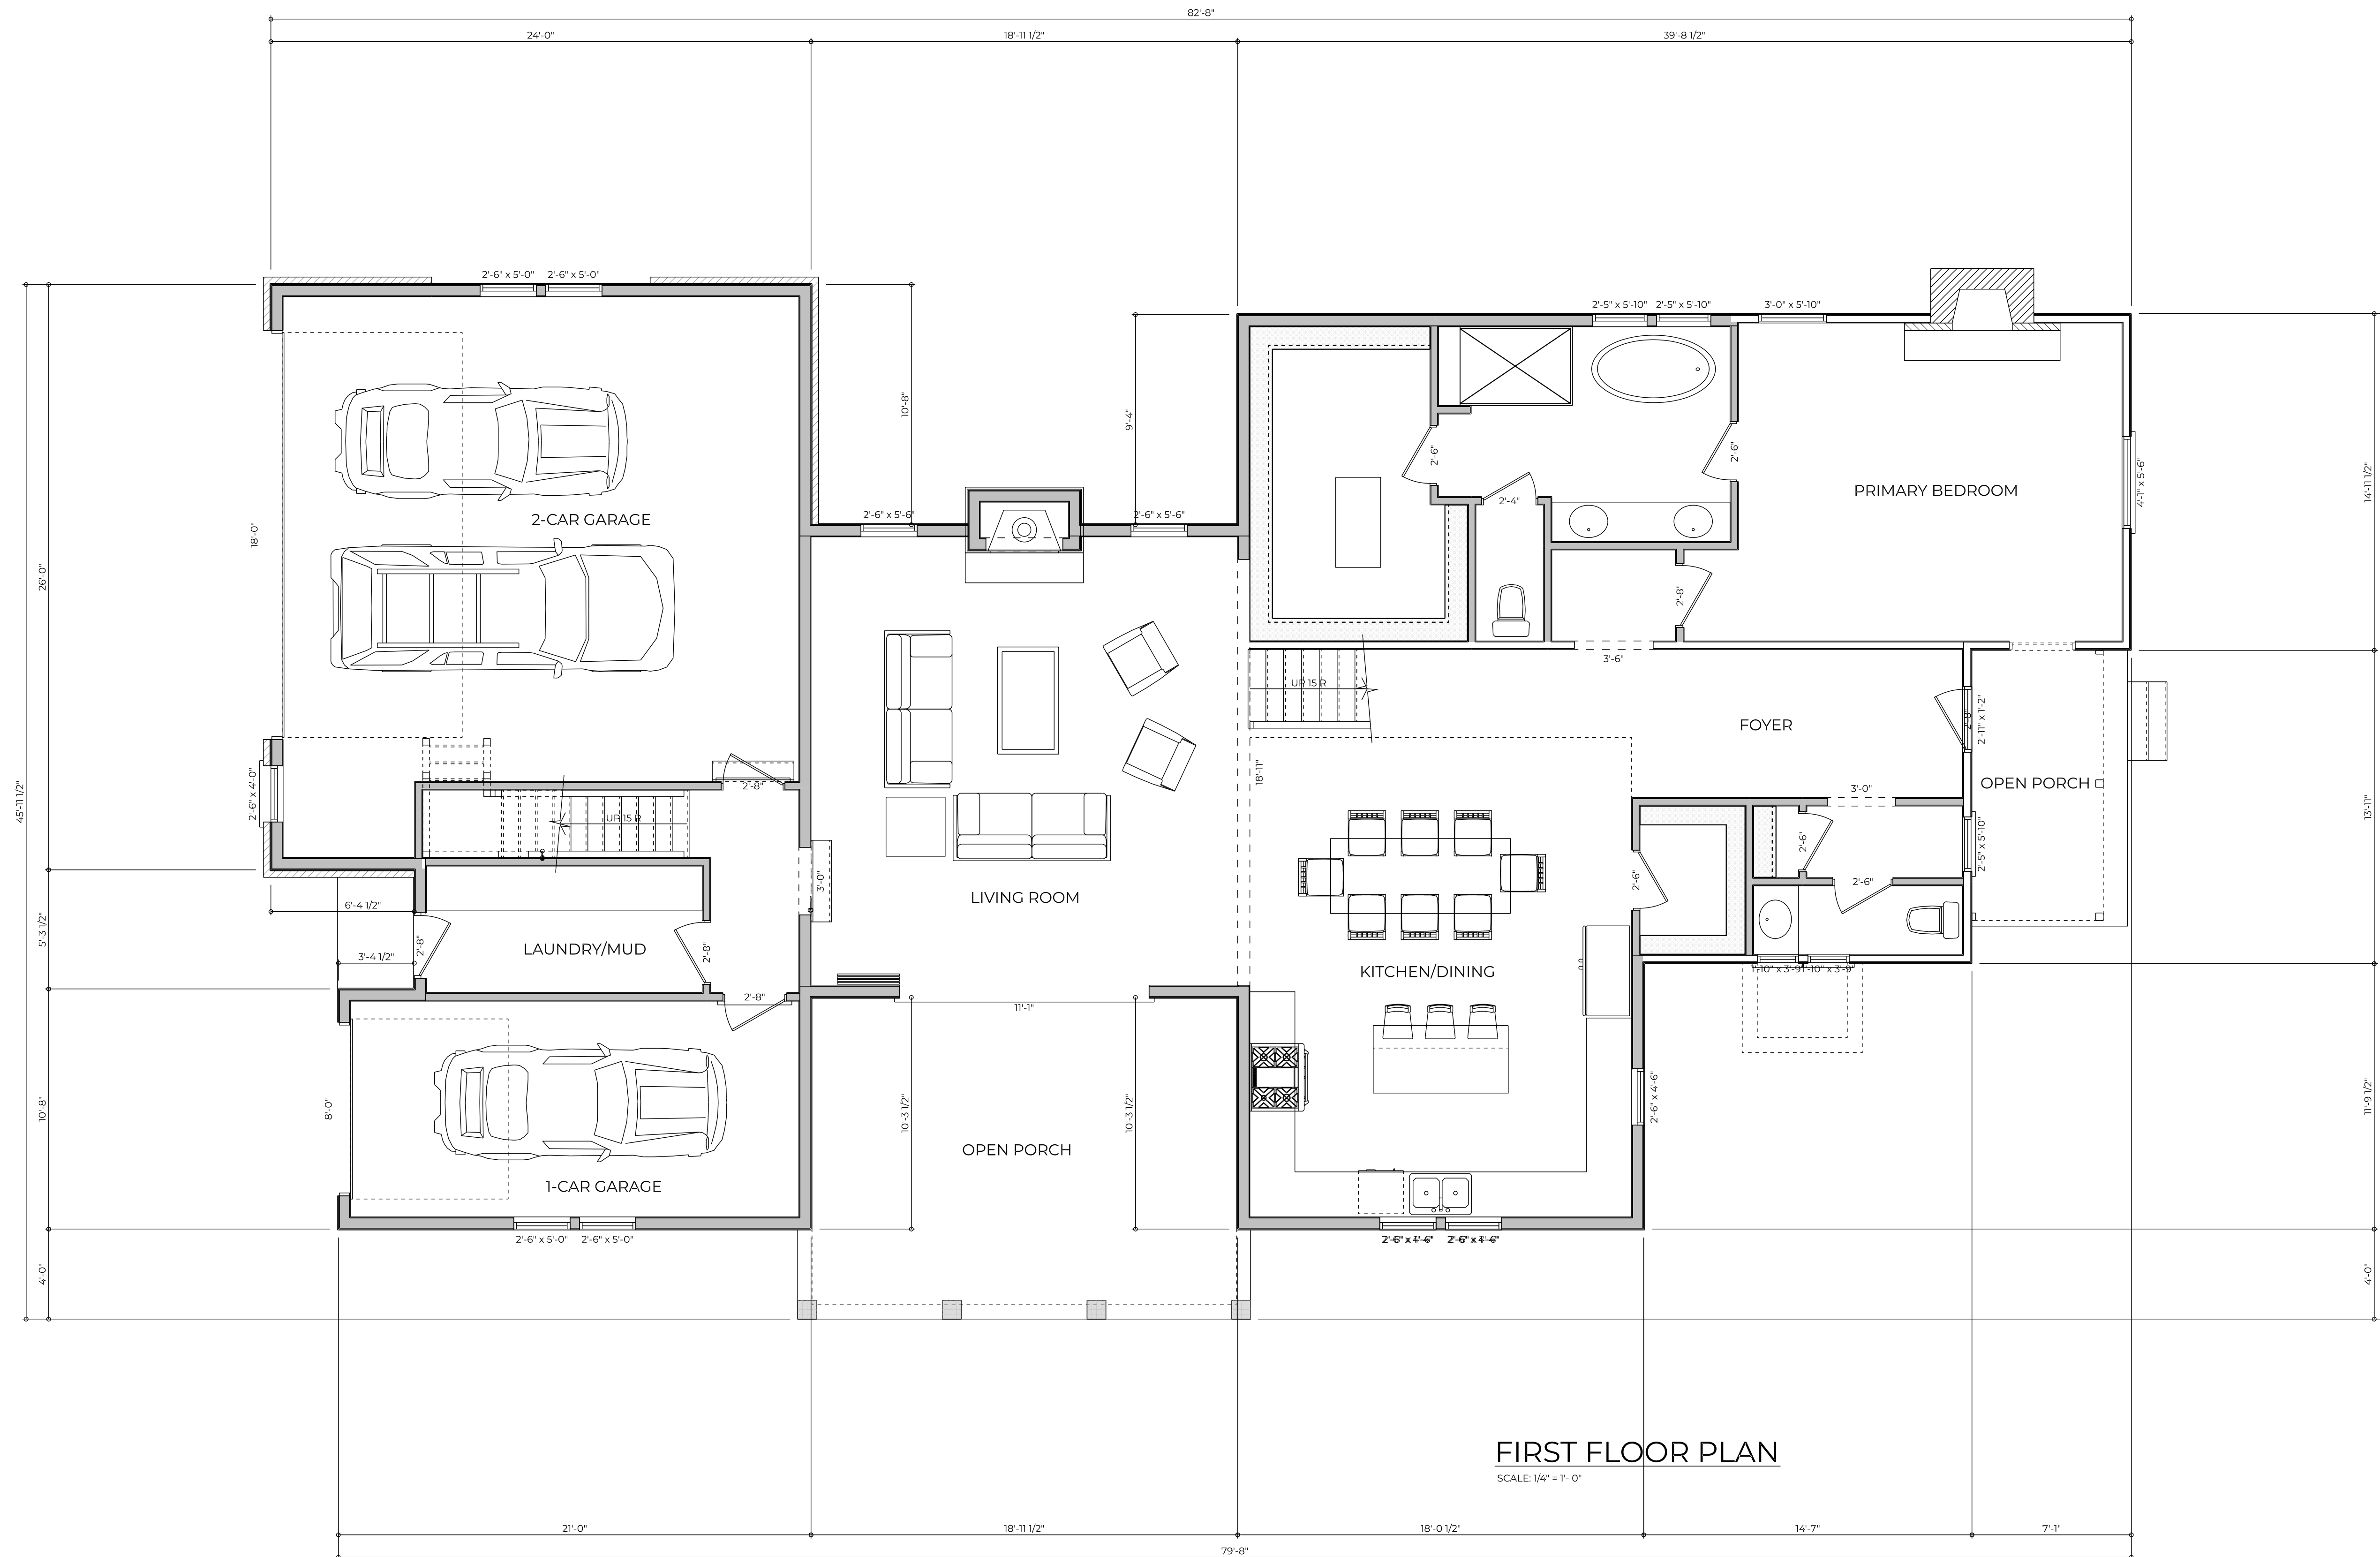 82'-8"
24'-0"
18'-11 1/2"
39'-8 1/2"
2'-6" x 5'-0"
2'-6" x 5'-0"
2'-5" x 5'-10"
2'-5" x 5'-10"
3'-0" x 5'-10"
10'-8"
9'-4"
2'-6"
2'-6"
14'-11 1/2"
4'-1" x 5'-6"
PRIMARY BEDROOM
2'-4"
2'-6" x 5'-6"
2'-6" x 5'-6"
2-CAR GARAGE
18'-0"
26'-0"
2'-8"
3'-6"
UP 15 R
FOYER
2'-8"
2'-11" x 1'-2"
18'-11"
OPEN PORCH
2'-8"
3'-0"
2'-6" x 4'-0"
45'-11 1/2"
13'-11"
UP 15 R
2'-6"
2'-5" x 5'-10"
3'-0"
2'-6"
2'-6"
LIVING ROOM
6'-4 1/2"
5'-3 1/2"
2'-8"
LAUNDRY/MUD
2'-8"
3'-4 1/2"
KITCHEN/DINING
1'-10" x 3'-9"
1'-10" x 3'-9"
2'-8"
11'-1"
10'-8"
8'-0"
10'-3 1/2"
10'-3 1/2"
2'-6" x 4'-6"
11'-9 1/2"
OPEN PORCH
1-CAR GARAGE
2'-6" x 5'-0"
2'-6" x 5'-0"
4'-0"
4'-0"
FIRST FLOOR PLAN
SCALE: 1/4" = 1'- 0"
21'-0"
18'-11 1/2"
18'-0 1/2"
14'-7"
7'-1"
79'-8"